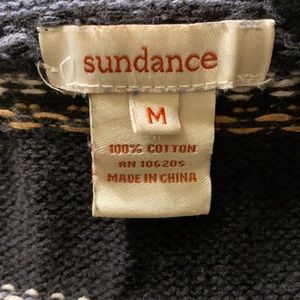 sundance
M
100% COTTON
RN 106205
MADE IN CHINA